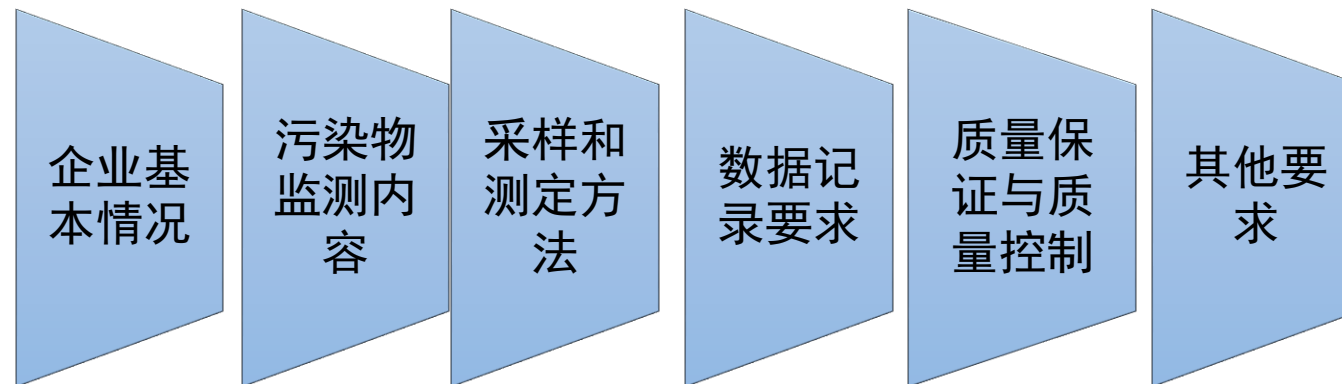 企业基
本情况
污染物
监测内
容
采样和
测定方
法
数据记
录要求
质量保
证与质
量控制
其他要
求